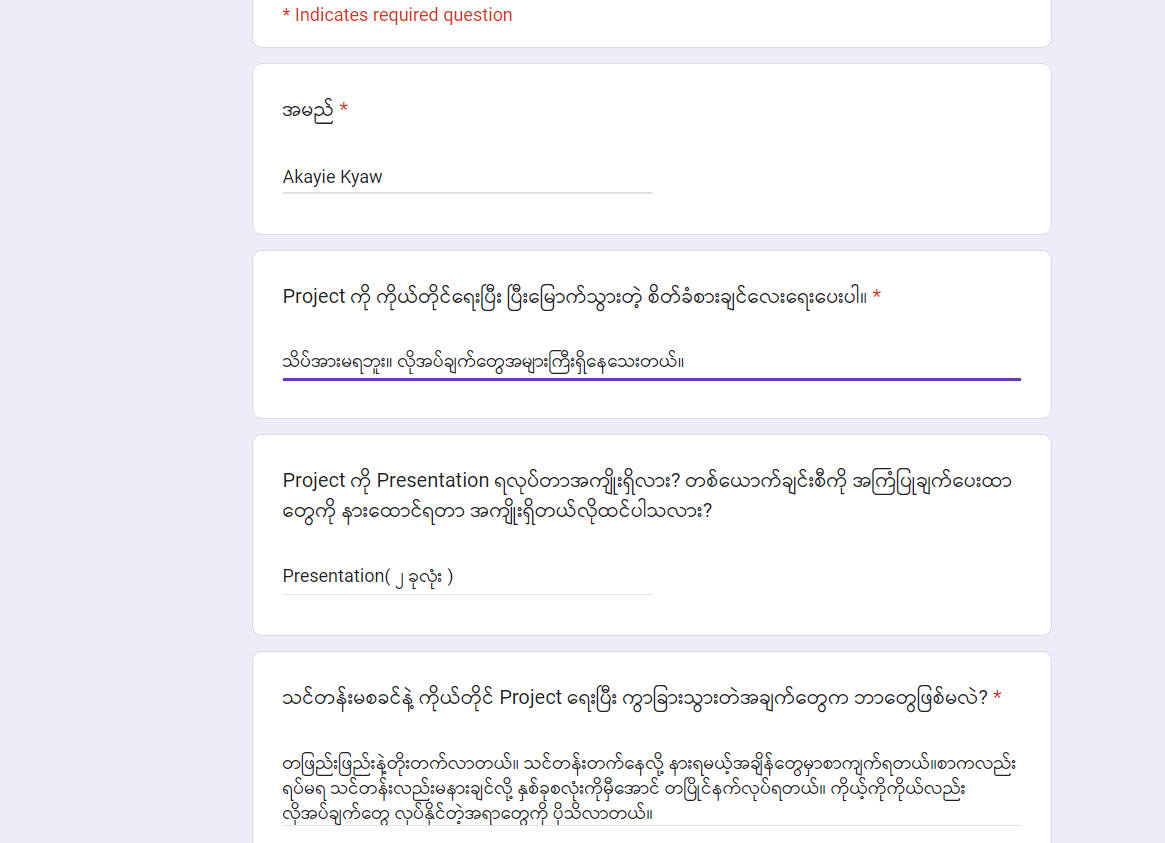 * Indicates required question
အမည် *
Akayie Kyaw
Project ကို ကိုယ်တိုင်ရေးပြီး ပြီးမြောက်သွားတဲ့ စိတ်ခံစားချင်လေးရေးပေးပါ။ *
သိပ်အားမရဘူး။ လိုအပ်ချက်တွေအများကြီးရှိနေသေးတယ်။
Project ကို Presentation ရလုပ်တာအကျိုးရှိလား? တစ်ယောက်ချင်းစီကို အကြံပြုချက်ပေးထာ
တွေကို နားထောင်ရတာ အကျိုးရှိတယ်လိုထင်ပါသလား?
Presentation( ၂ ခုလုံး )
သင်တန်းမစခင်နဲ့ ကိုယ်တိုင် Project ရေးပြီး ကွာခြားသွားတဲအချက်တွေက ဘာတွေဖြစ်မလဲ? *
တဖြည်းဖြည်းနဲ့တိုးတက်လာတယ်။ သင်တန်းတက်နေလို့ နားရမယ့်အချိန်တွေမှာစာကျက်ရတယ်။စာကလည်း
ရပ်မရ သင်တန်းလည်းမနားချင်လို့ နှစ်ခုစလုံးကိုမှီအောင် တပြိုင်နက်လုပ်ရတယ်။ ကိုယ့်ကိုကိုယ်လည်း
လိုအပ်ချက်တွေ လုပ်နိုင်တဲ့အရာတွေကို ပိုသိလာတယ်။